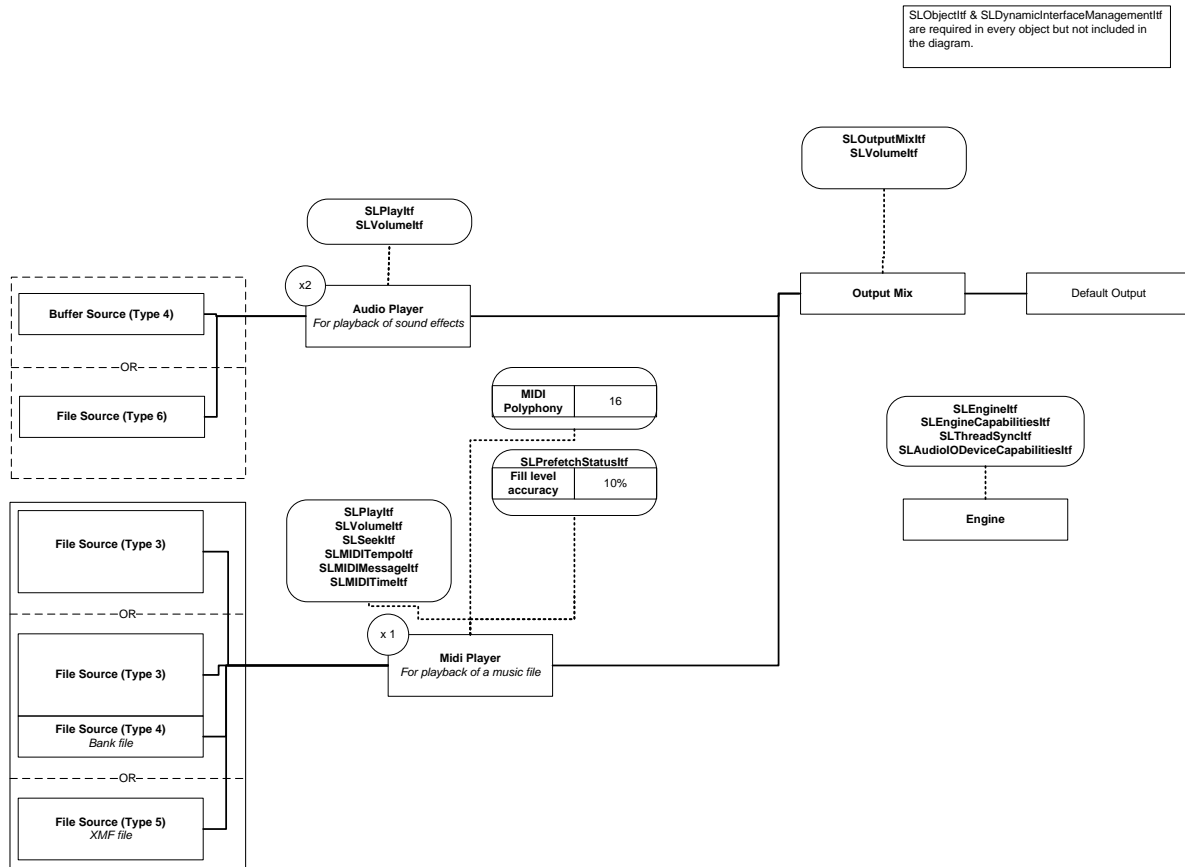 SLObjectItf & SLDynamicInterfaceManagementItf
are required in every object but not included in
the diagram.
SLOutputMixItf
SLVolumeItf
SLPlayItf
SLVolumeItf
x2
Audio Player
For playback of sound effects
Buffer Source (Type 4)
OR
File Source (Type 6)
Output Mix
Default Output
MIDI
Polyphony
16
SLEngineItf
SLEngineCapabilitiesItf
SLThreadSyncItf
SLAudioIODeviceCapabilitiesItf
Engine
SLPrefetchStatusItf
Fill level
accuracy
10%
SLPlayItf
SLVolumeItf
SLSeekItf
SLMIDITempoItf
SLMIDIMessageItf
SLMIDITimeItf
x 1
Midi Player
For playback of a music file
File Source (Type 3)
OR
File Source (Type 3)
File Source (Type 4)
Bank file
OR
File Source (Type 5)
XMF file